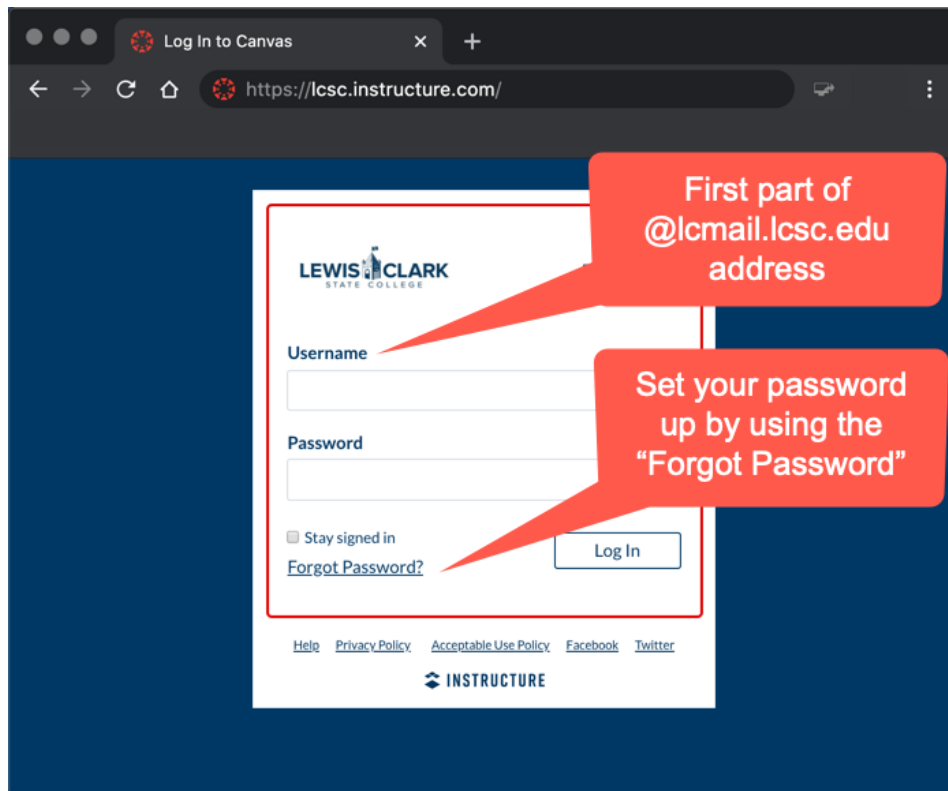 Log In to Canvas
https://lcsc.instructure.com/
First part of
@lcmail.lcsc.edu
address
LEWIS CLARK
STATE COLLEGE
Username
Set your password
up by using the
“Forgot Password”
Password
Stay signed in
Log In
Forgot Password?
Help Privacy Policy Acceptable Use Policy Facebook Twitter
INSTRUCTURE